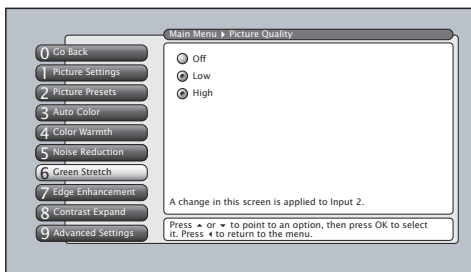 Main Menu ▸ Picture Quality
0 Go Back
1 Picture Settings
2 Picture Presets
3 Auto Color
4 Color Warmth
5 Noise Reduction
6 Green Stretch
7 Edge Enhancement
8 Contrast Expand
9 Advanced Settings
Off
Low
High
A change in this screen is applied to Input 2.
Press ▴ or ▾ to point to an option, then press OK to select
it. Press ◂ to return to the menu.